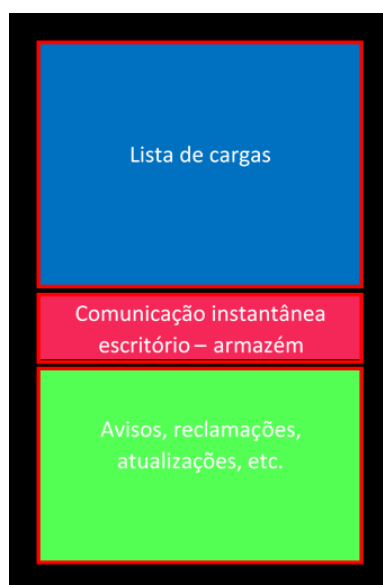 Lista de cargas
Comunicação instantânea
escritório – armazém
Avisos, reclamações,
atualizações, etc.